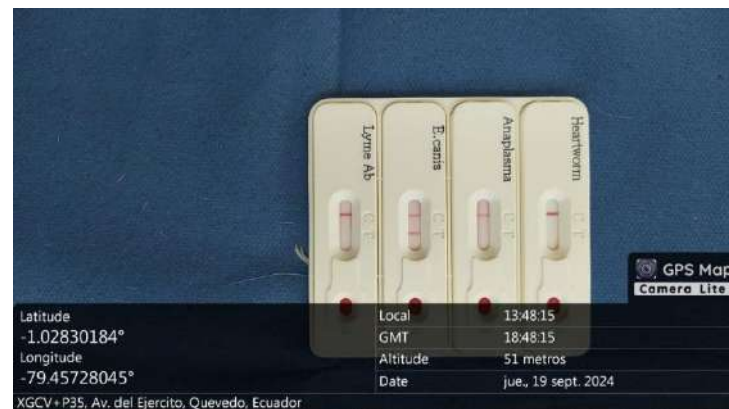 Lyme Ab
E.canis
Anaplasma
Heartworm
C T
C T
C T
C T
GPS Map
Camera Lite
Latitude
-1.02830184°
Longitude
-79.45728045°
Local 13:48:15
GMT 18:48:15
Altitude 51 metros
Date jue., 19 sept. 2024
XGCV+P35, Av. del Ejercito, Quevedo, Ecuador